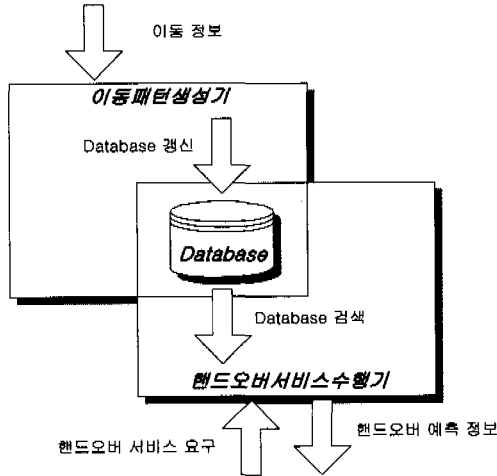 이동 정보
이동패턴생성기
Database 갱신
Database
Database 검색
핸드오버서비스수행기
핸드오버 서비스 요구
핸드오버 예측 정보